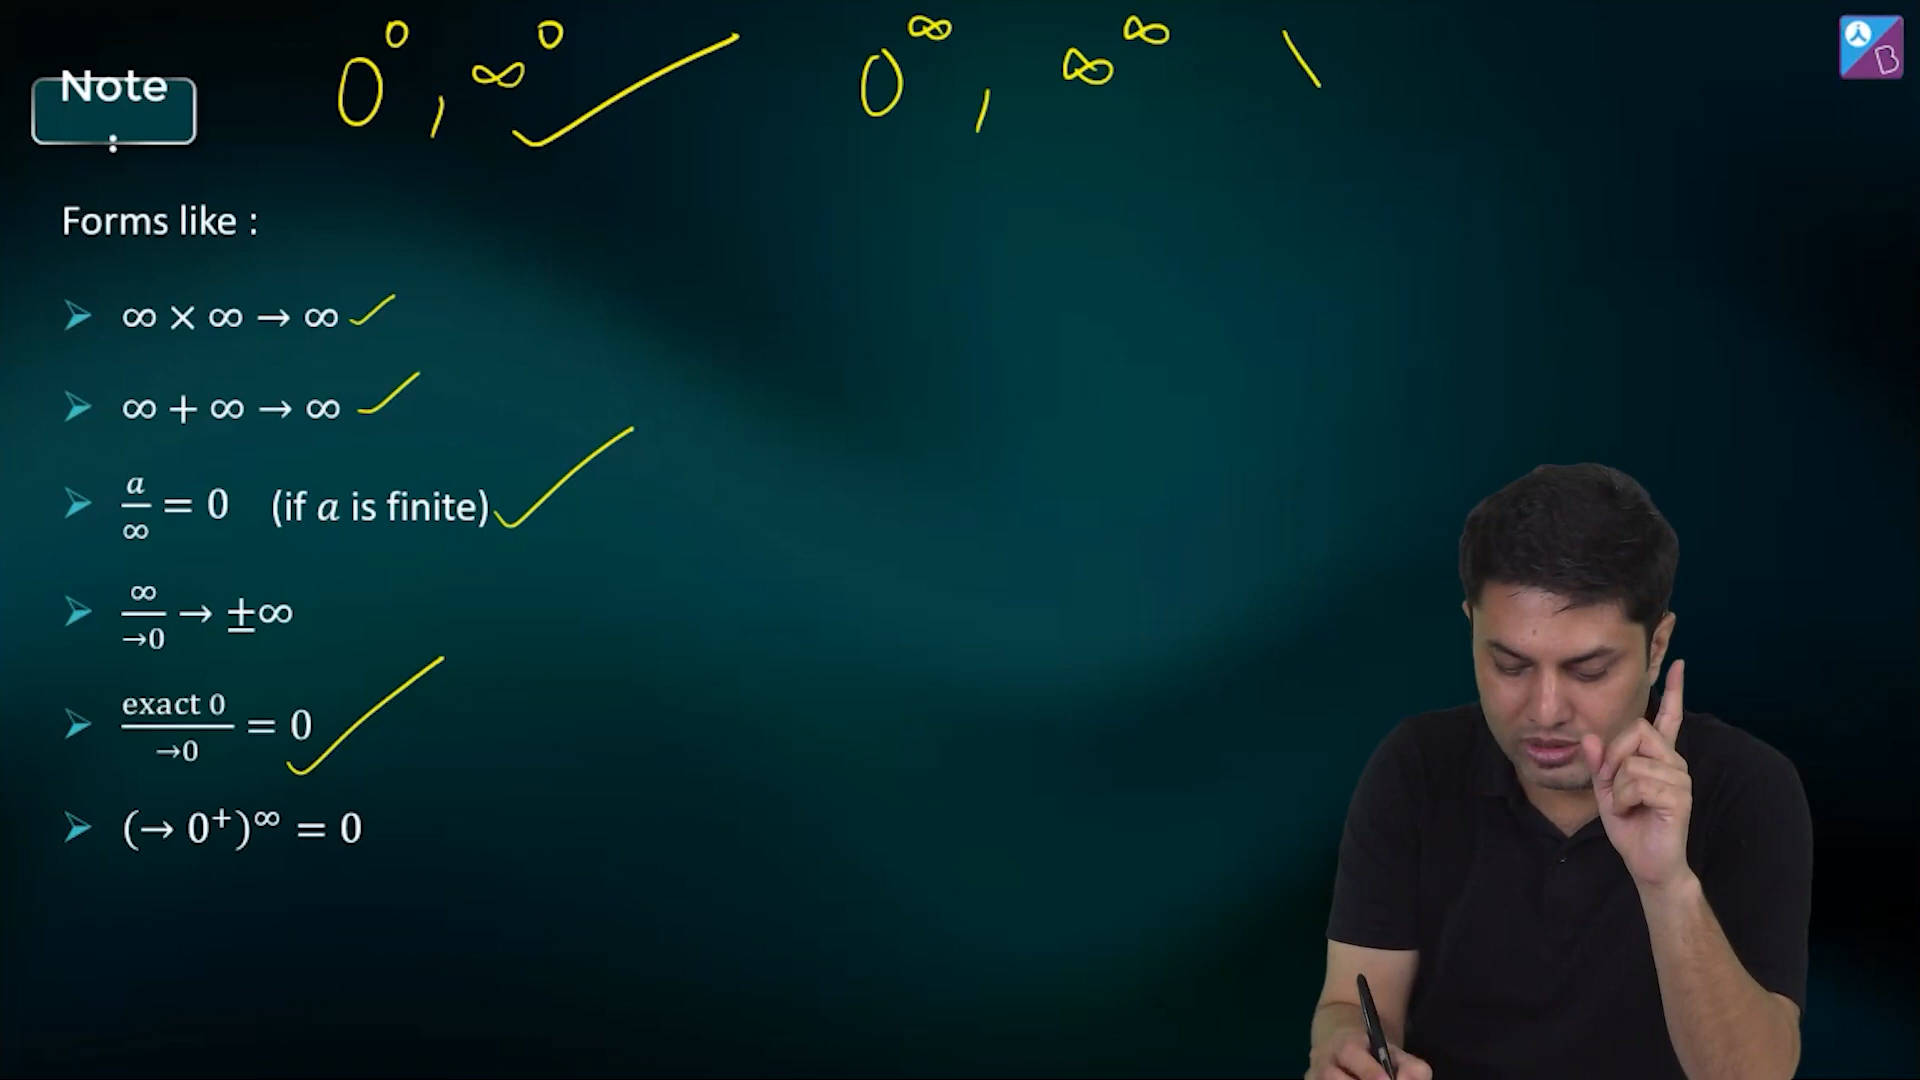 0⁰ , ∞⁰ ✓ 0^∞ , ∞^∞
Note
:
Forms like :
➤ ∞ × ∞ → ∞ ✓
➤ ∞ + ∞ → ∞ ✓
➤ a/∞ = 0 (if a is finite) ✓
➤ ∞/→0 → ±∞
➤ exact 0/→0 = 0 ✓
➤ (→ 0⁺)^∞ = 0
B